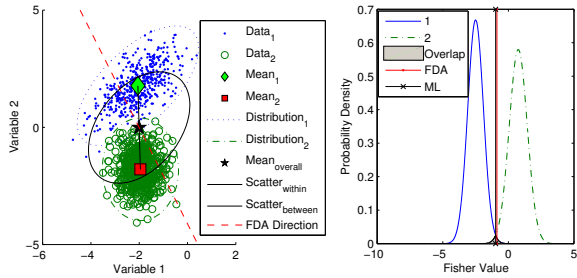 5
0
−5
−6
−4
−2
0
2
Variable 2
Variable 1
Data1
Data2
Mean1
Mean2
Distribution1
Distribution2
Meanoverall
Scatterwithin
Scatterbetween
FDA Direction
0.7
0.6
0.5
0.4
0.3
0.2
0.1
0
−10
−5
0
5
Probability Density
Fisher Value
1
2
Overlap
FDA
ML